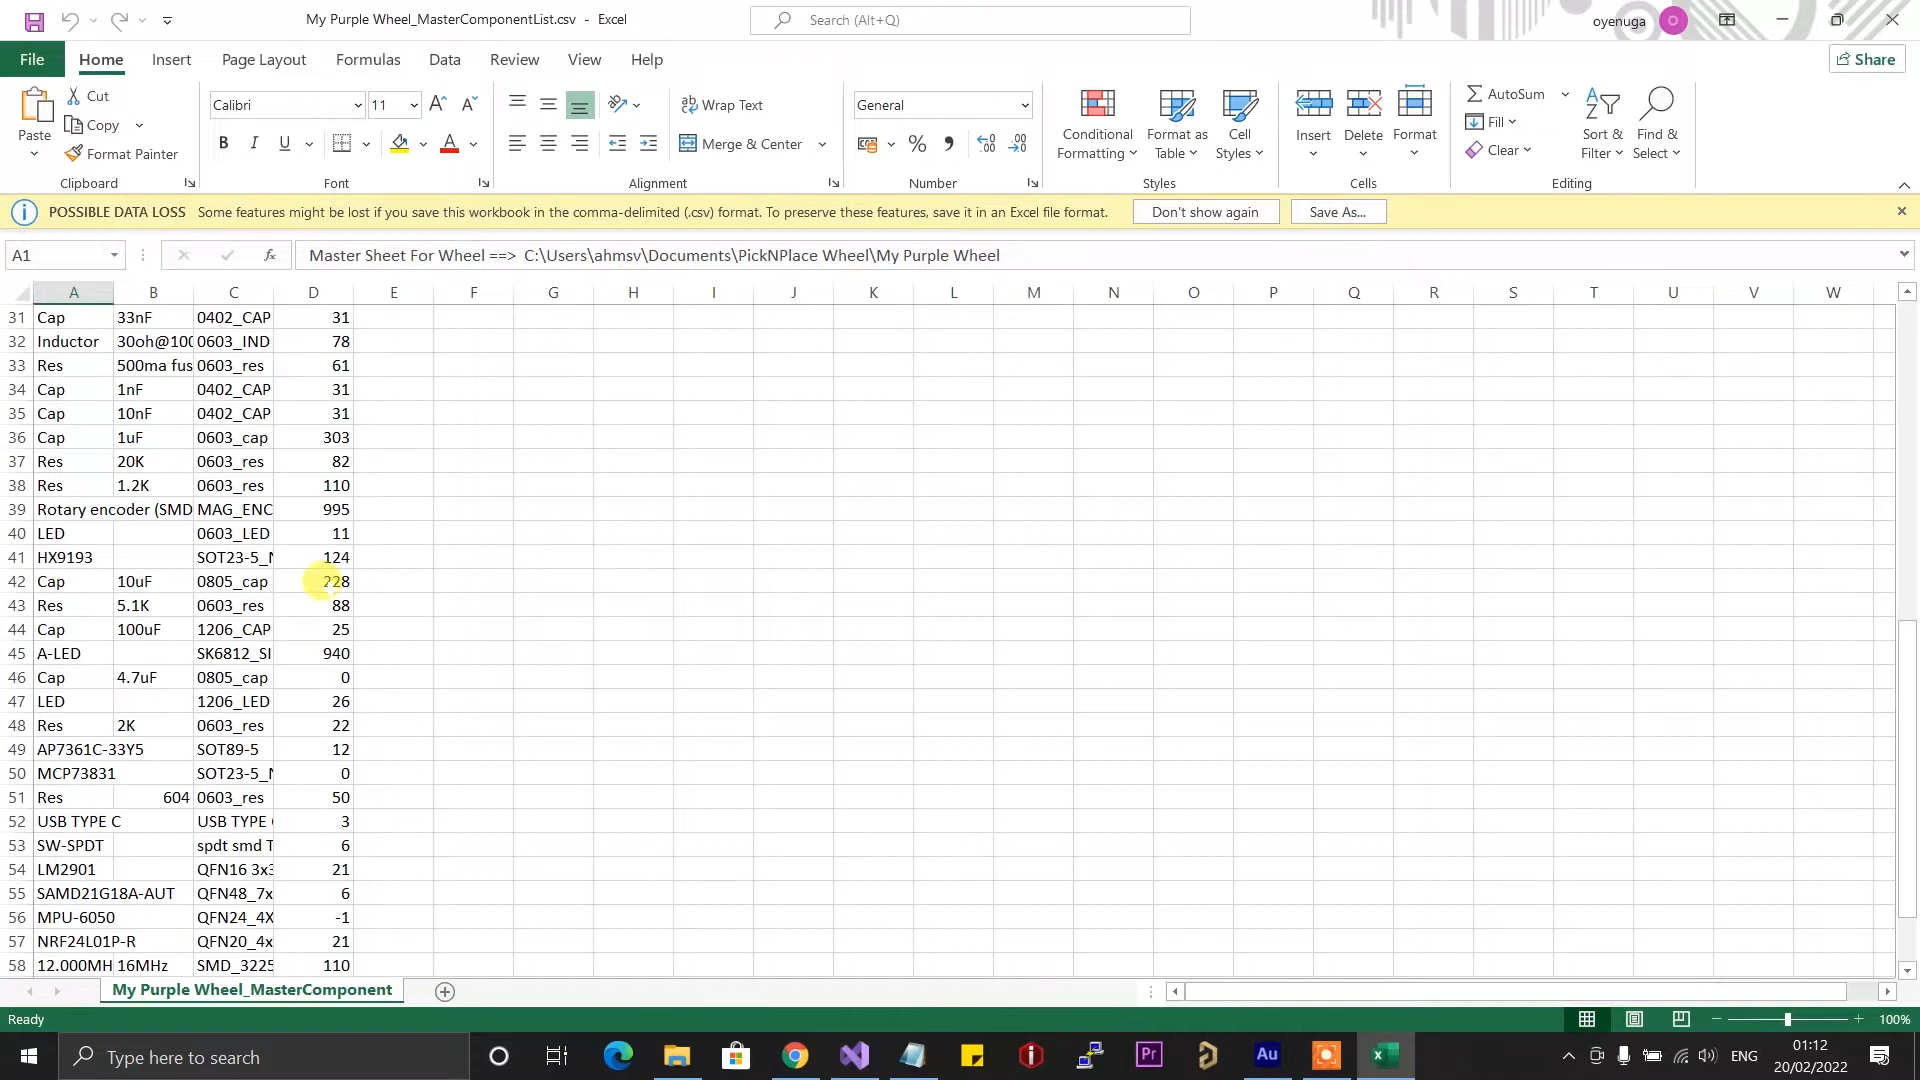 My Purple Wheel_MasterComponentList.csv - Excel
Search (Alt+Q)
oyenuga
File Home Insert Page Layout Formulas Data Review View Help
Share
Paste
Cut
Copy
Format Painter
Clipboard
Calibri 11
B I U
Font
Wrap Text
Merge & Center
Alignment
General
Number
Conditional Formatting
Format as Table
Cell Styles
Styles
Insert Delete Format
Cells
AutoSum
Fill
Clear
Sort & Filter
Find & Select
Editing
POSSIBLE DATA LOSS Some features might be lost if you save this workbook in the comma-delimited (.csv) format. To preserve these features, save it in an Excel file format. Don't show again Save As...
A1 fx Master Sheet For Wheel ==> C:\Users\ahmsv\Documents\PickNPlace Wheel\My Purple Wheel
A B C D E F G H I J K L M N O P Q R S T U V W
31 Cap 33nF 0402_CAP 31
32 Inductor 30oh@100 0603_IND 78
33 Res 500ma fus 0603_res 61
34 Cap 1nF 0402_CAP 31
35 Cap 10nF 0402_CAP 31
36 Cap 1uF 0603_cap 303
37 Res 20K 0603_res 82
38 Res 1.2K 0603_res 110
39 Rotary encoder (SMD MAG_ENC 995
40 LED 0603_LED 11
41 HX9193 SOT23-5_N 124
42 Cap 10uF 0805_cap 228
43 Res 5.1K 0603_res 88
44 Cap 100uF 1206_CAP 25
45 A-LED SK6812_SI 940
46 Cap 4.7uF 0805_cap 0
47 LED 1206_LED 26
48 Res 2K 0603_res 22
49 AP7361C-33Y5 SOT89-5 12
50 MCP73831 SOT23-5_N 0
51 Res 604 0603_res 50
52 USB TYPE C USB TYPE 3
53 SW-SPDT spdt smd T 6
54 LM2901 QFN16 3x3 21
55 SAMD21G18A-AUT QFN48_7x 6
56 MPU-6050 QFN24_4X -1
57 NRF24L01P-R QFN20_4x 21
58 12.000MH 16MHz SMD_3225 110
My Purple Wheel_MasterComponent
Ready
100%
Type here to search
Pr
Au
ENG
01:12
20/02/2022